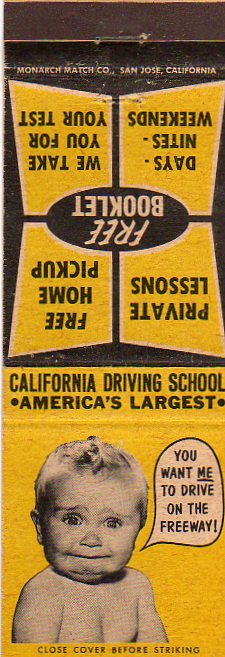 MONARCH MATCH CO., SAN JOSE, CALIFORNIA
WE TAKE
YOU FOR
YOUR TEST
DAYS -
NITES -
WEEKENDS
FREE
BOOKLET
FREE
HOME
PICKUP
PRIVATE
LESSONS
CALIFORNIA DRIVING SCHOOL
•AMERICA'S LARGEST•
YOU
WANT ME
TO DRIVE
ON THE
FREEWAY!
CLOSE COVER BEFORE STRIKING